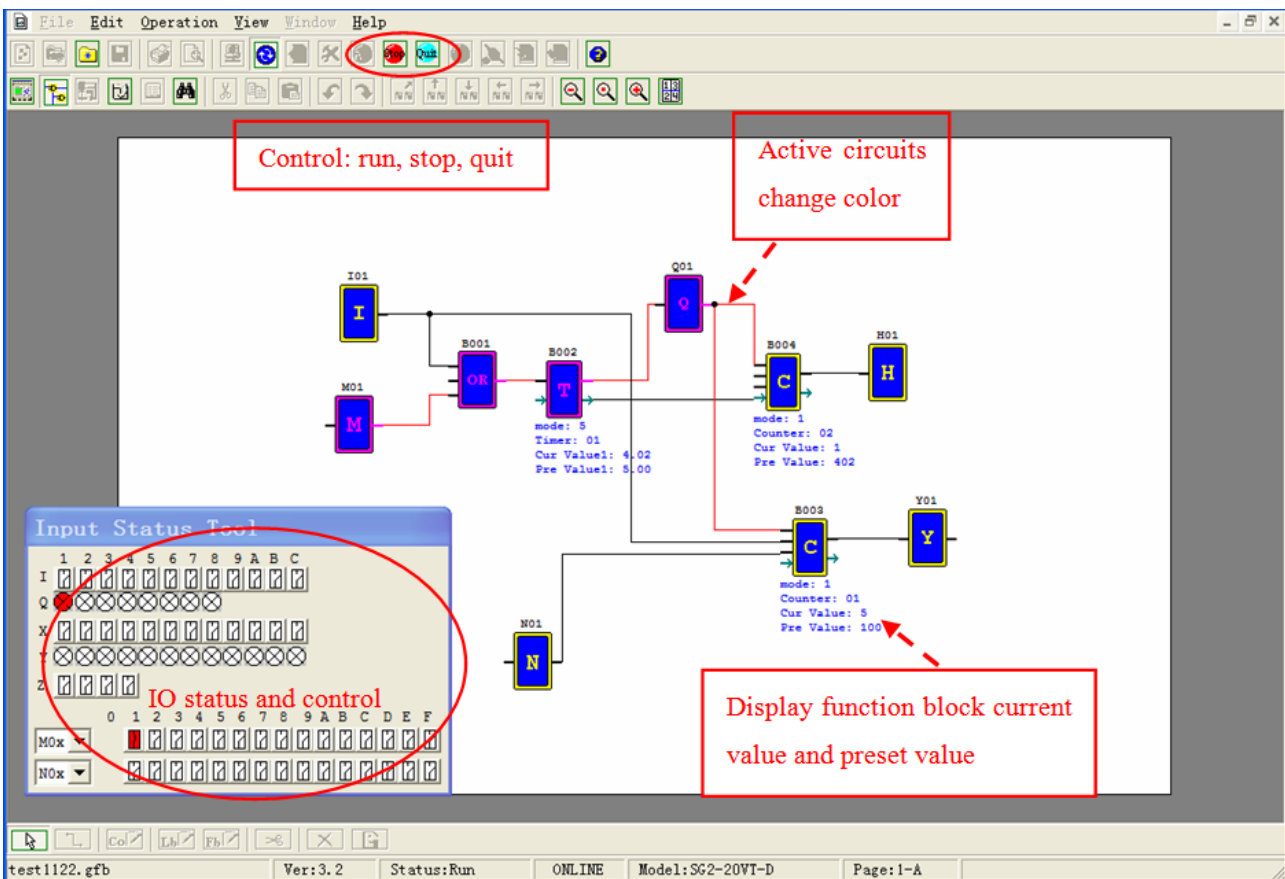 File Edit Operation View Window Help
Stop Quit
Control: run, stop, quit
Active circuits
change color
I01
I
M01
M
B001
OR
B002
T
mode: 5
Timer: 01
Cur Value1: 4.02
Pre Value1: 5.00
Q01
Q
B004
C
mode: 1
Counter: 02
Cur Value: 1
Pre Value: 402
H01
H
B003
C
mode: 1
Counter: 01
Cur Value: 5
Pre Value: 100
Y01
Y
N01
N
Display function block current
value and preset value
Input Status Tool
1 2 3 4 5 6 7 8 9 A B C
I
Q
X
Y
Z
IO status and control
0 1 2 3 4 5 6 7 8 9 A B C D E F
M0x
N0x
Co Lb Fb
test1122.gfb Ver:3.2 Status:Run ONLINE Model:SG2-20VT-D Page:1-A